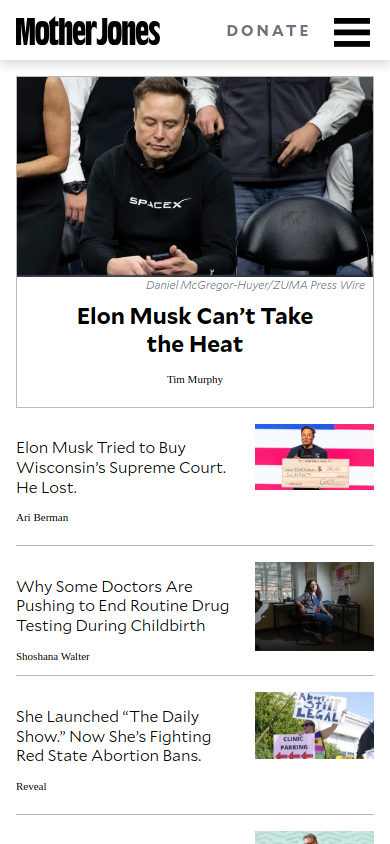 Mother Jones
DONATE
SPACEX
Daniel McGregor-Huyer/ZUMA Press Wire
Elon Musk Can’t Take
the Heat
Tim Murphy
Elon Musk Tried to Buy
Wisconsin’s Supreme Court.
He Lost.
Ari Berman
Why Some Doctors Are
Pushing to End Routine Drug
Testing During Childbirth
Shoshana Walter
She Launched “The Daily
Show.” Now She’s Fighting
Red State Abortion Bans.
Reveal
Abortion
Still
LEGAL
CLINIC
PARKING